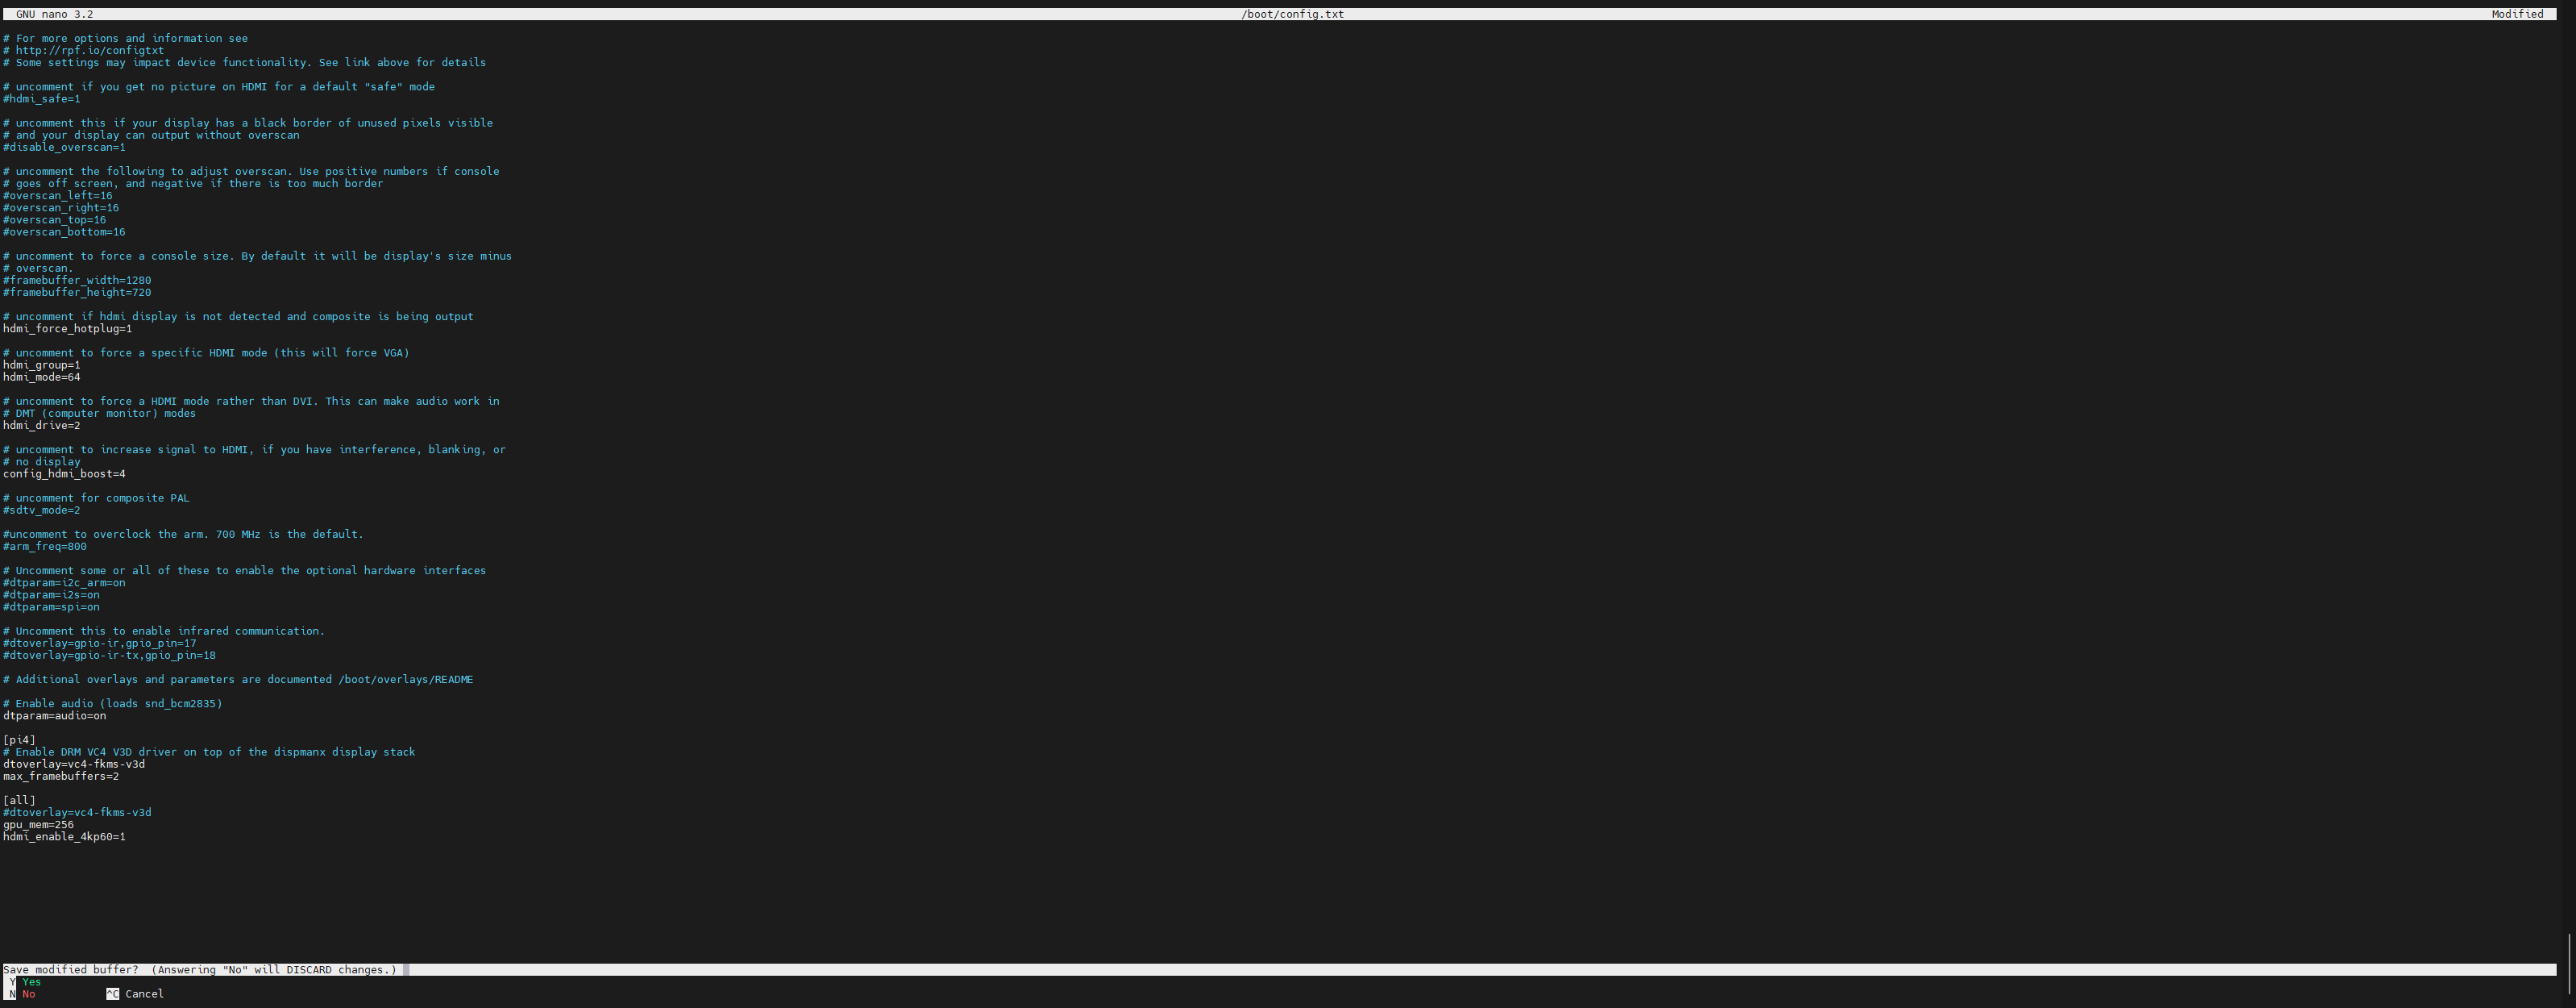 GNU nano 3.2 /boot/config.txt Modified
# For more options and information see
# http://rpf.io/configtxt
# Some settings may impact device functionality. See link above for details
# uncomment if you get no picture on HDMI for a default "safe" mode
#hdmi_safe=1
# uncomment this if your display has a black border of unused pixels visible
# and your display can output without overscan
#disable_overscan=1
# uncomment the following to adjust overscan. Use positive numbers if console
# goes off screen, and negative if there is too much border
#overscan_left=16
#overscan_right=16
#overscan_top=16
#overscan_bottom=16
# uncomment to force a console size. By default it will be display's size minus
# overscan.
#framebuffer_width=1280
#framebuffer_height=720
# uncomment if hdmi display is not detected and composite is being output
hdmi_force_hotplug=1
# uncomment to force a specific HDMI mode (this will force VGA)
hdmi_group=1
hdmi_mode=64
# uncomment to force a HDMI mode rather than DVI. This can make audio work in
# DMT (computer monitor) modes
hdmi_drive=2
# uncomment to increase signal to HDMI, if you have interference, blanking, or
# no display
config_hdmi_boost=4
# uncomment for composite PAL
#sdtv_mode=2
#uncomment to overclock the arm. 700 MHz is the default.
#arm_freq=800
# Uncomment some or all of these to enable the optional hardware interfaces
#dtparam=i2c_arm=on
#dtparam=i2s=on
#dtparam=spi=on
# Uncomment this to enable infrared communication.
#dtoverlay=gpio-ir,gpio_pin=17
#dtoverlay=gpio-ir-tx,gpio_pin=18
# Additional overlays and parameters are documented /boot/overlays/README
# Enable audio (loads snd_bcm2835)
dtparam=audio=on
[pi4]
# Enable DRM VC4 V3D driver on top of the dispmanx display stack
dtoverlay=vc4-fkms-v3d
max_framebuffers=2
[all]
#dtoverlay=vc4-fkms-v3d
gpu_mem=256
hdmi_enable_4kp60=1
Save modified buffer? (Answering "No" will DISCARD changes.)
Y Yes
N No ^C Cancel